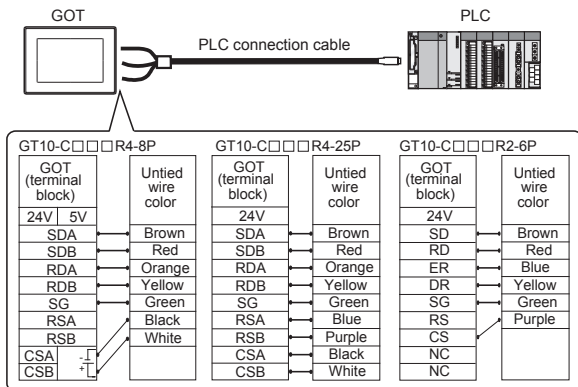 GOT
PLC
PLC connection cable
GT10-C□□□R4-8P
GOT
(terminal
block)
Untied
wire
color
24V 5V
SDA Brown
SDB Red
RDA Orange
RDB Yellow
SG Green
RSA Black
RSB White
CSA -
CSB +
GT10-C□□□R4-25P
GOT
(terminal
block)
Untied
wire
color
24V
SDA Brown
SDB Red
RDA Orange
RDB Yellow
SG Green
RSA Blue
RSB Purple
CSA Black
CSB White
GT10-C□□□R2-6P
GOT
(terminal
block)
Untied
wire
color
24V
SD Brown
RD Red
ER Blue
DR Yellow
SG Green
RS Purple
CS
NC
NC